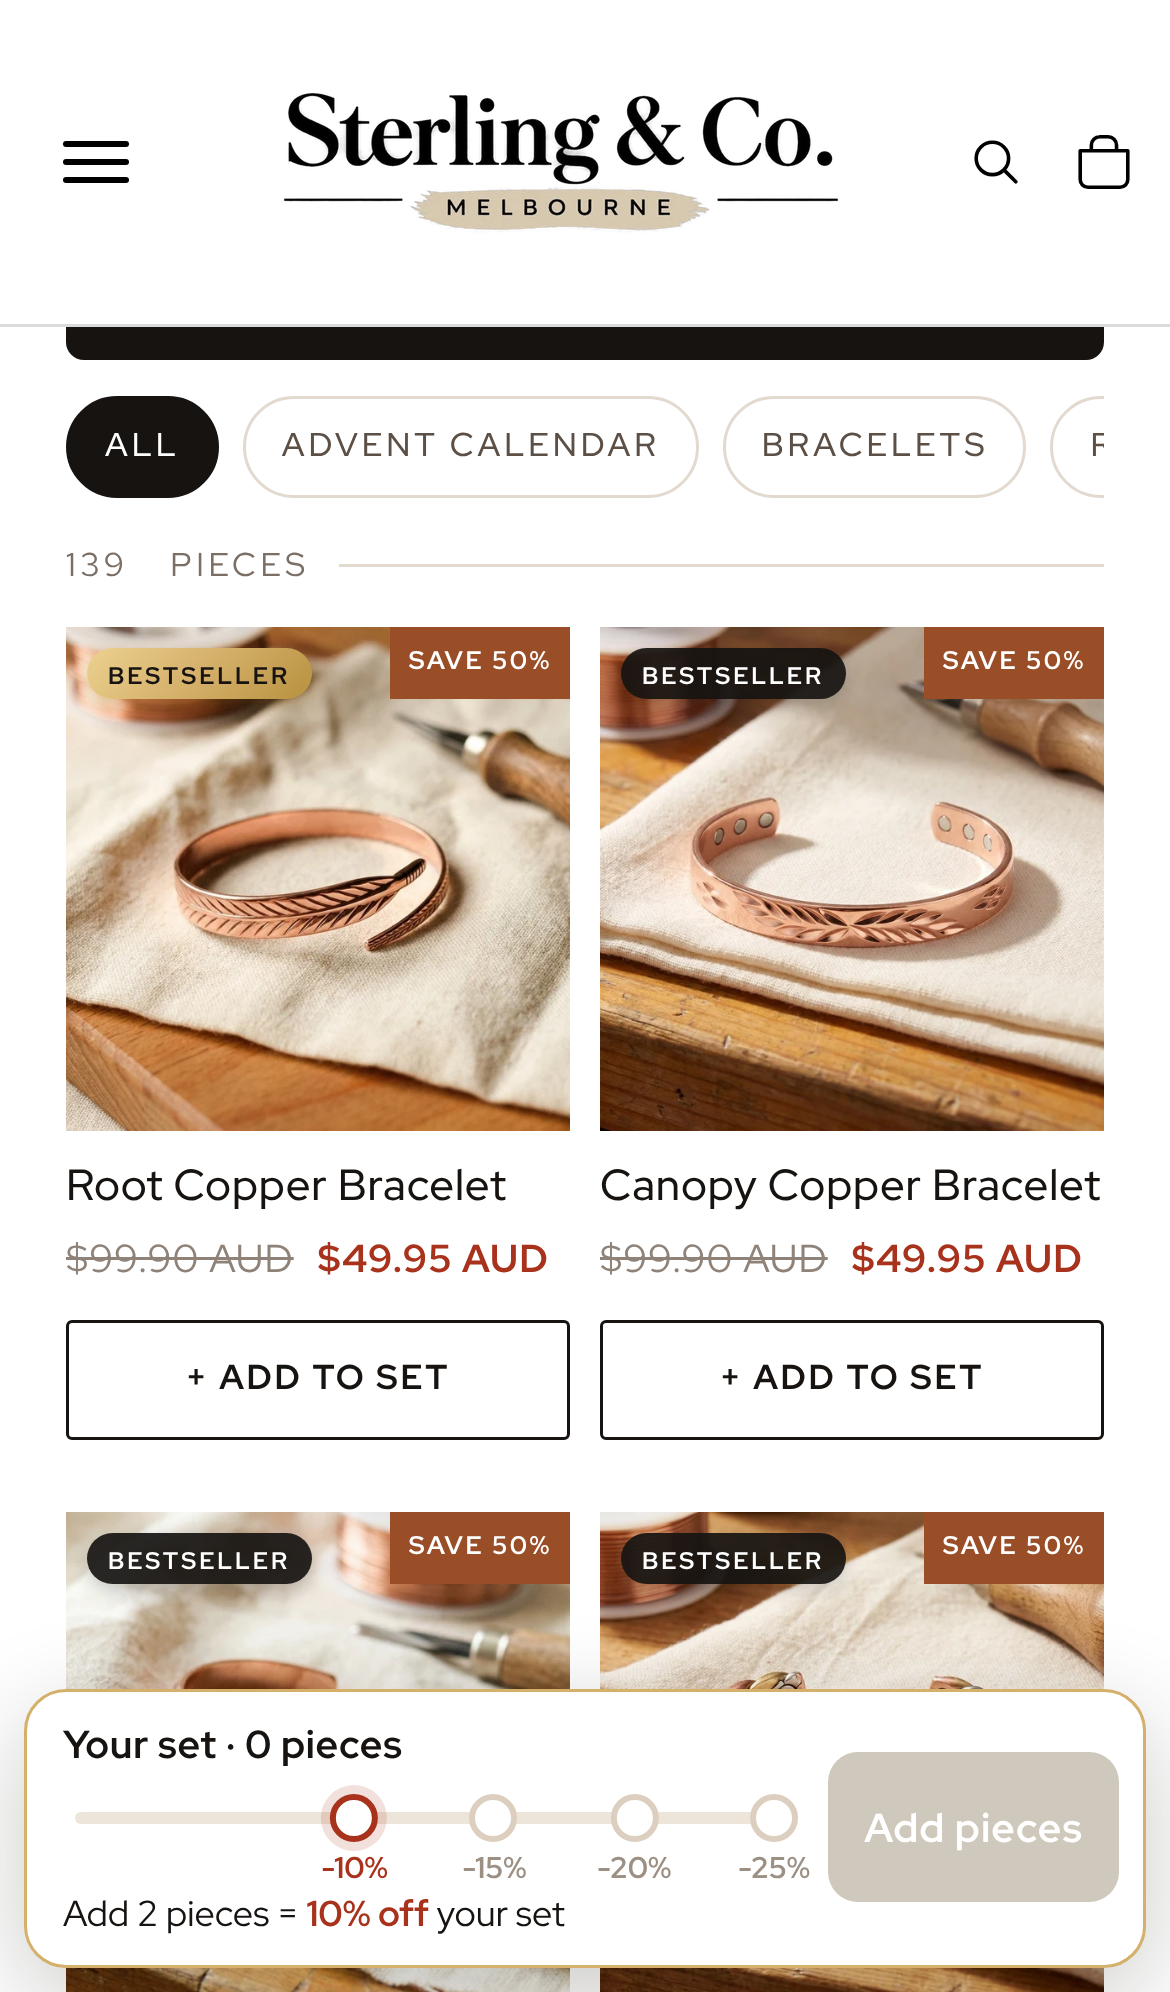 Sterling & Co.
MELBOURNE
ALL
ADVENT CALENDAR
BRACELETS
139 PIECES
BESTSELLER
SAVE 50%
BESTSELLER
SAVE 50%
Root Copper Bracelet
$99.90 AUD $49.95 AUD
+ ADD TO SET
Canopy Copper Bracelet
$99.90 AUD $49.95 AUD
+ ADD TO SET
BESTSELLER
SAVE 50%
BESTSELLER
SAVE 50%
Your set · 0 pieces
-10% -15% -20% -25%
Add 2 pieces = 10% off your set
Add pieces